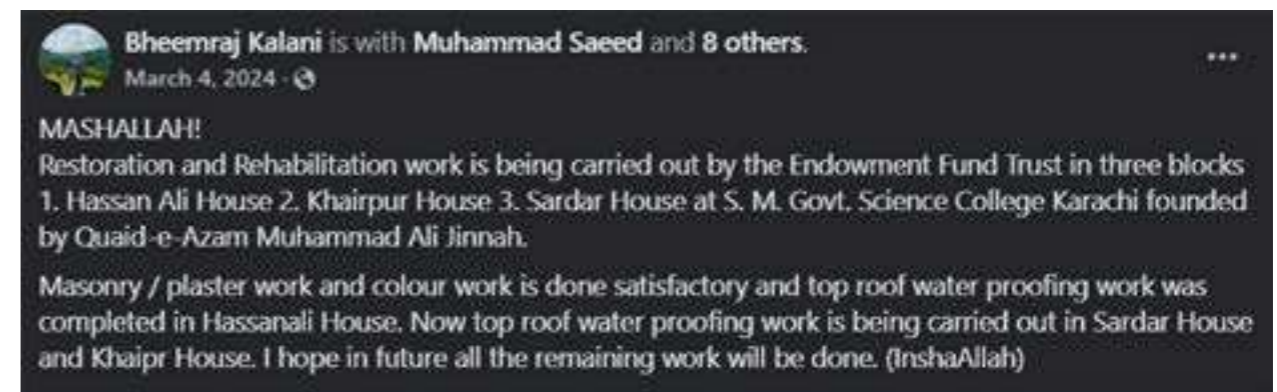 Bheemraj Kalani is with Muhammad Saeed and 8 others.
March 4, 2024 ·
MASHALLAH!
Restoration and Rehabilitation work is being carried out by the Endowment Fund Trust in three blocks
1. Hassan Ali House 2. Khairpur House 3. Sardar House at S. M. Govt. Science College Karachi founded
by Quaid-e-Azam Muhammad Ali Jinnah.
Masonry / plaster work and colour work is done satisfactory and top roof water proofing work was
completed in Hassanali House. Now top roof water proofing work is being carried out in Sardar House
and Khaipr House. I hope in future all the remaining work will be done. (InshaAllah)